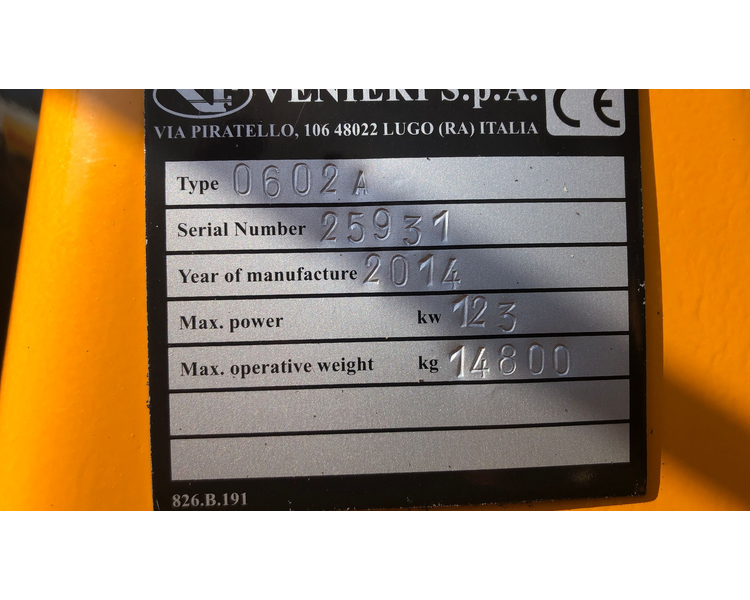 VENIERI S.p.A.
CE
VIA PIRATELLO, 106 48022 LUGO (RA) ITALIA
Type 0602A
Serial Number 25931
Year of manufacture 2014
Max. power kw 123
Max. operative weight kg 14800
826.B.191